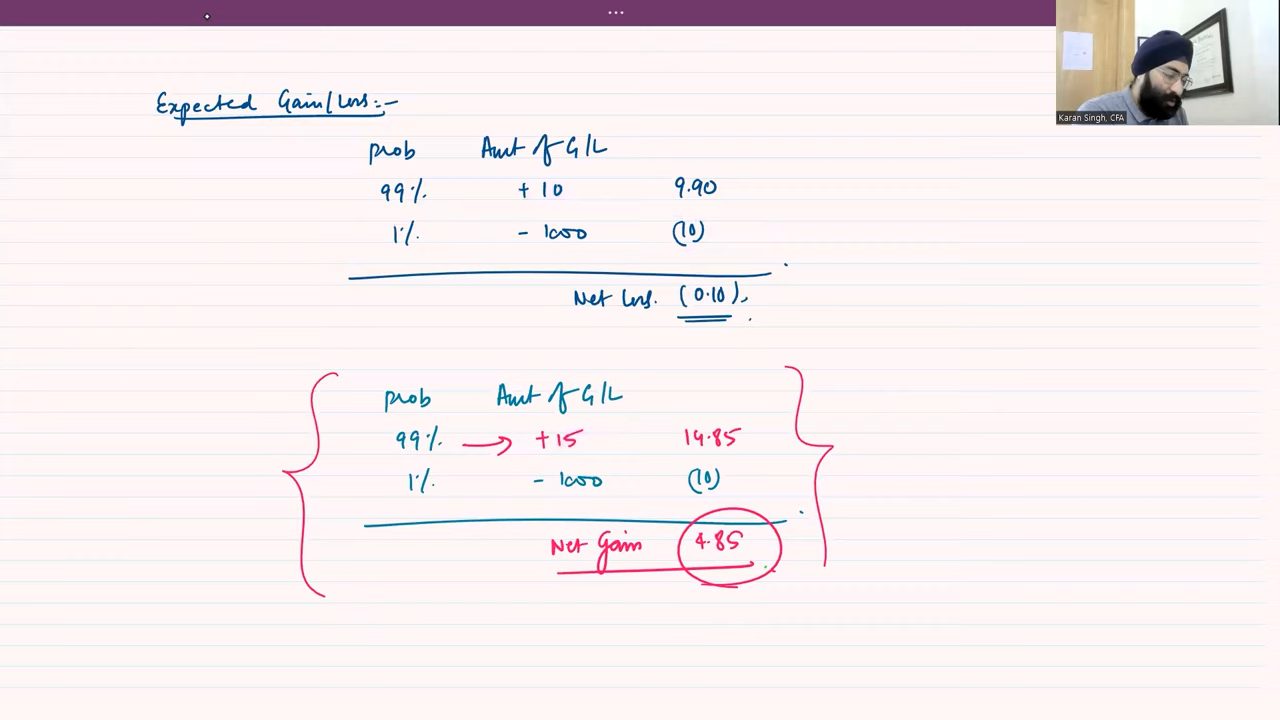 Karan Singh, CFA
Expected Gain/Loss:-
prob Amt of G/L
99% + 10 9.90
1% - 1000 (10)
Net Loss. (0.10)
prob Amt of G/L
99% → +15 14.85
1% - 1000 (10)
Net Gain 4.85